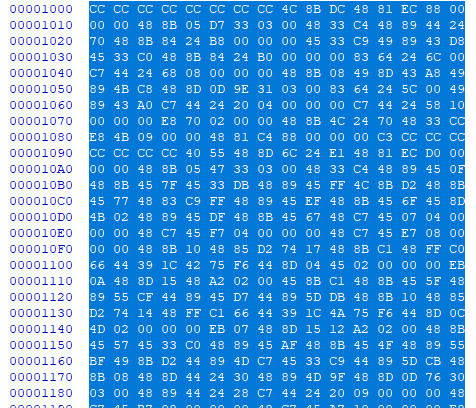 00001000 CC CC CC CC CC CC CC CC 4C 8B DC 48 81 EC 88 00
00001010 00 00 48 8B 05 D7 33 03 00 48 33 C4 48 89 44 24
00001020 70 48 8B 84 24 B8 00 00 00 45 33 C9 49 89 43 D8
00001030 45 33 C0 48 8B 84 24 B0 00 00 00 83 64 24 6C 00
00001040 C7 44 24 68 08 00 00 00 48 8B 08 49 8D 43 A8 49
00001050 89 4B C8 48 8D 0D 9E 31 03 00 83 64 24 5C 00 49
00001060 89 43 A0 C7 44 24 20 04 00 00 00 C7 44 24 58 10
00001070 00 00 00 E8 70 02 00 00 48 8B 4C 24 70 48 33 CC
00001080 E8 4B 09 00 00 48 81 C4 88 00 00 00 C3 CC CC CC
00001090 CC CC CC CC 40 55 48 8D 6C 24 E1 48 81 EC D0 00
000010A0 00 00 48 8B 05 47 33 03 00 48 33 C4 48 89 45 0F
000010B0 48 8B 45 7F 45 33 DB 48 89 45 FF 4C 8B D2 48 8B
000010C0 45 77 48 83 C9 FF 48 89 45 EF 48 8B 45 6F 45 8D
000010D0 4B 02 48 89 45 DF 48 8B 45 67 48 C7 45 07 04 00
000010E0 00 00 48 C7 45 F7 04 00 00 00 48 C7 45 E7 08 00
000010F0 00 00 48 8B 10 48 85 D2 74 17 48 8B C1 48 FF C0
00001100 66 44 39 1C 42 75 F6 44 8D 04 45 02 00 00 00 EB
00001110 0A 48 8D 15 48 A2 02 00 45 8B C1 48 8B 45 5F 48
00001120 89 55 CF 44 89 45 D7 44 89 5D DB 48 8B 10 48 85
00001130 D2 74 14 48 FF C1 66 44 39 1C 4A 75 F6 44 8D 0C
00001140 4D 02 00 00 00 EB 07 48 8D 15 12 A2 02 00 48 8B
00001150 45 57 45 33 C0 48 89 45 AF 48 8B 45 4F 48 89 55
00001160 BF 49 8B D2 44 89 4D C7 45 33 C9 44 89 5D CB 48
00001170 8B 08 48 8D 44 24 30 48 89 4D 9F 48 8D 0D 76 30
00001180 03 00 48 89 44 24 28 C7 44 24 20 09 00 00 00 48